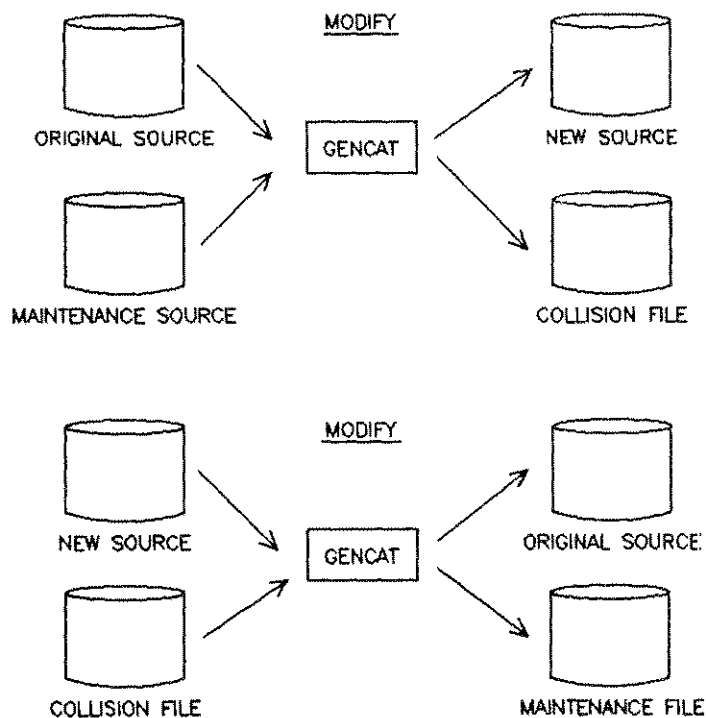 MODIFY
ORIGINAL SOURCE
GENCAT
NEW SOURCE
MAINTENANCE SOURCE
COLLISION FILE
MODIFY
NEW SOURCE
GENCAT
ORIGINAL SOURCE
COLLISION FILE
MAINTENANCE FILE